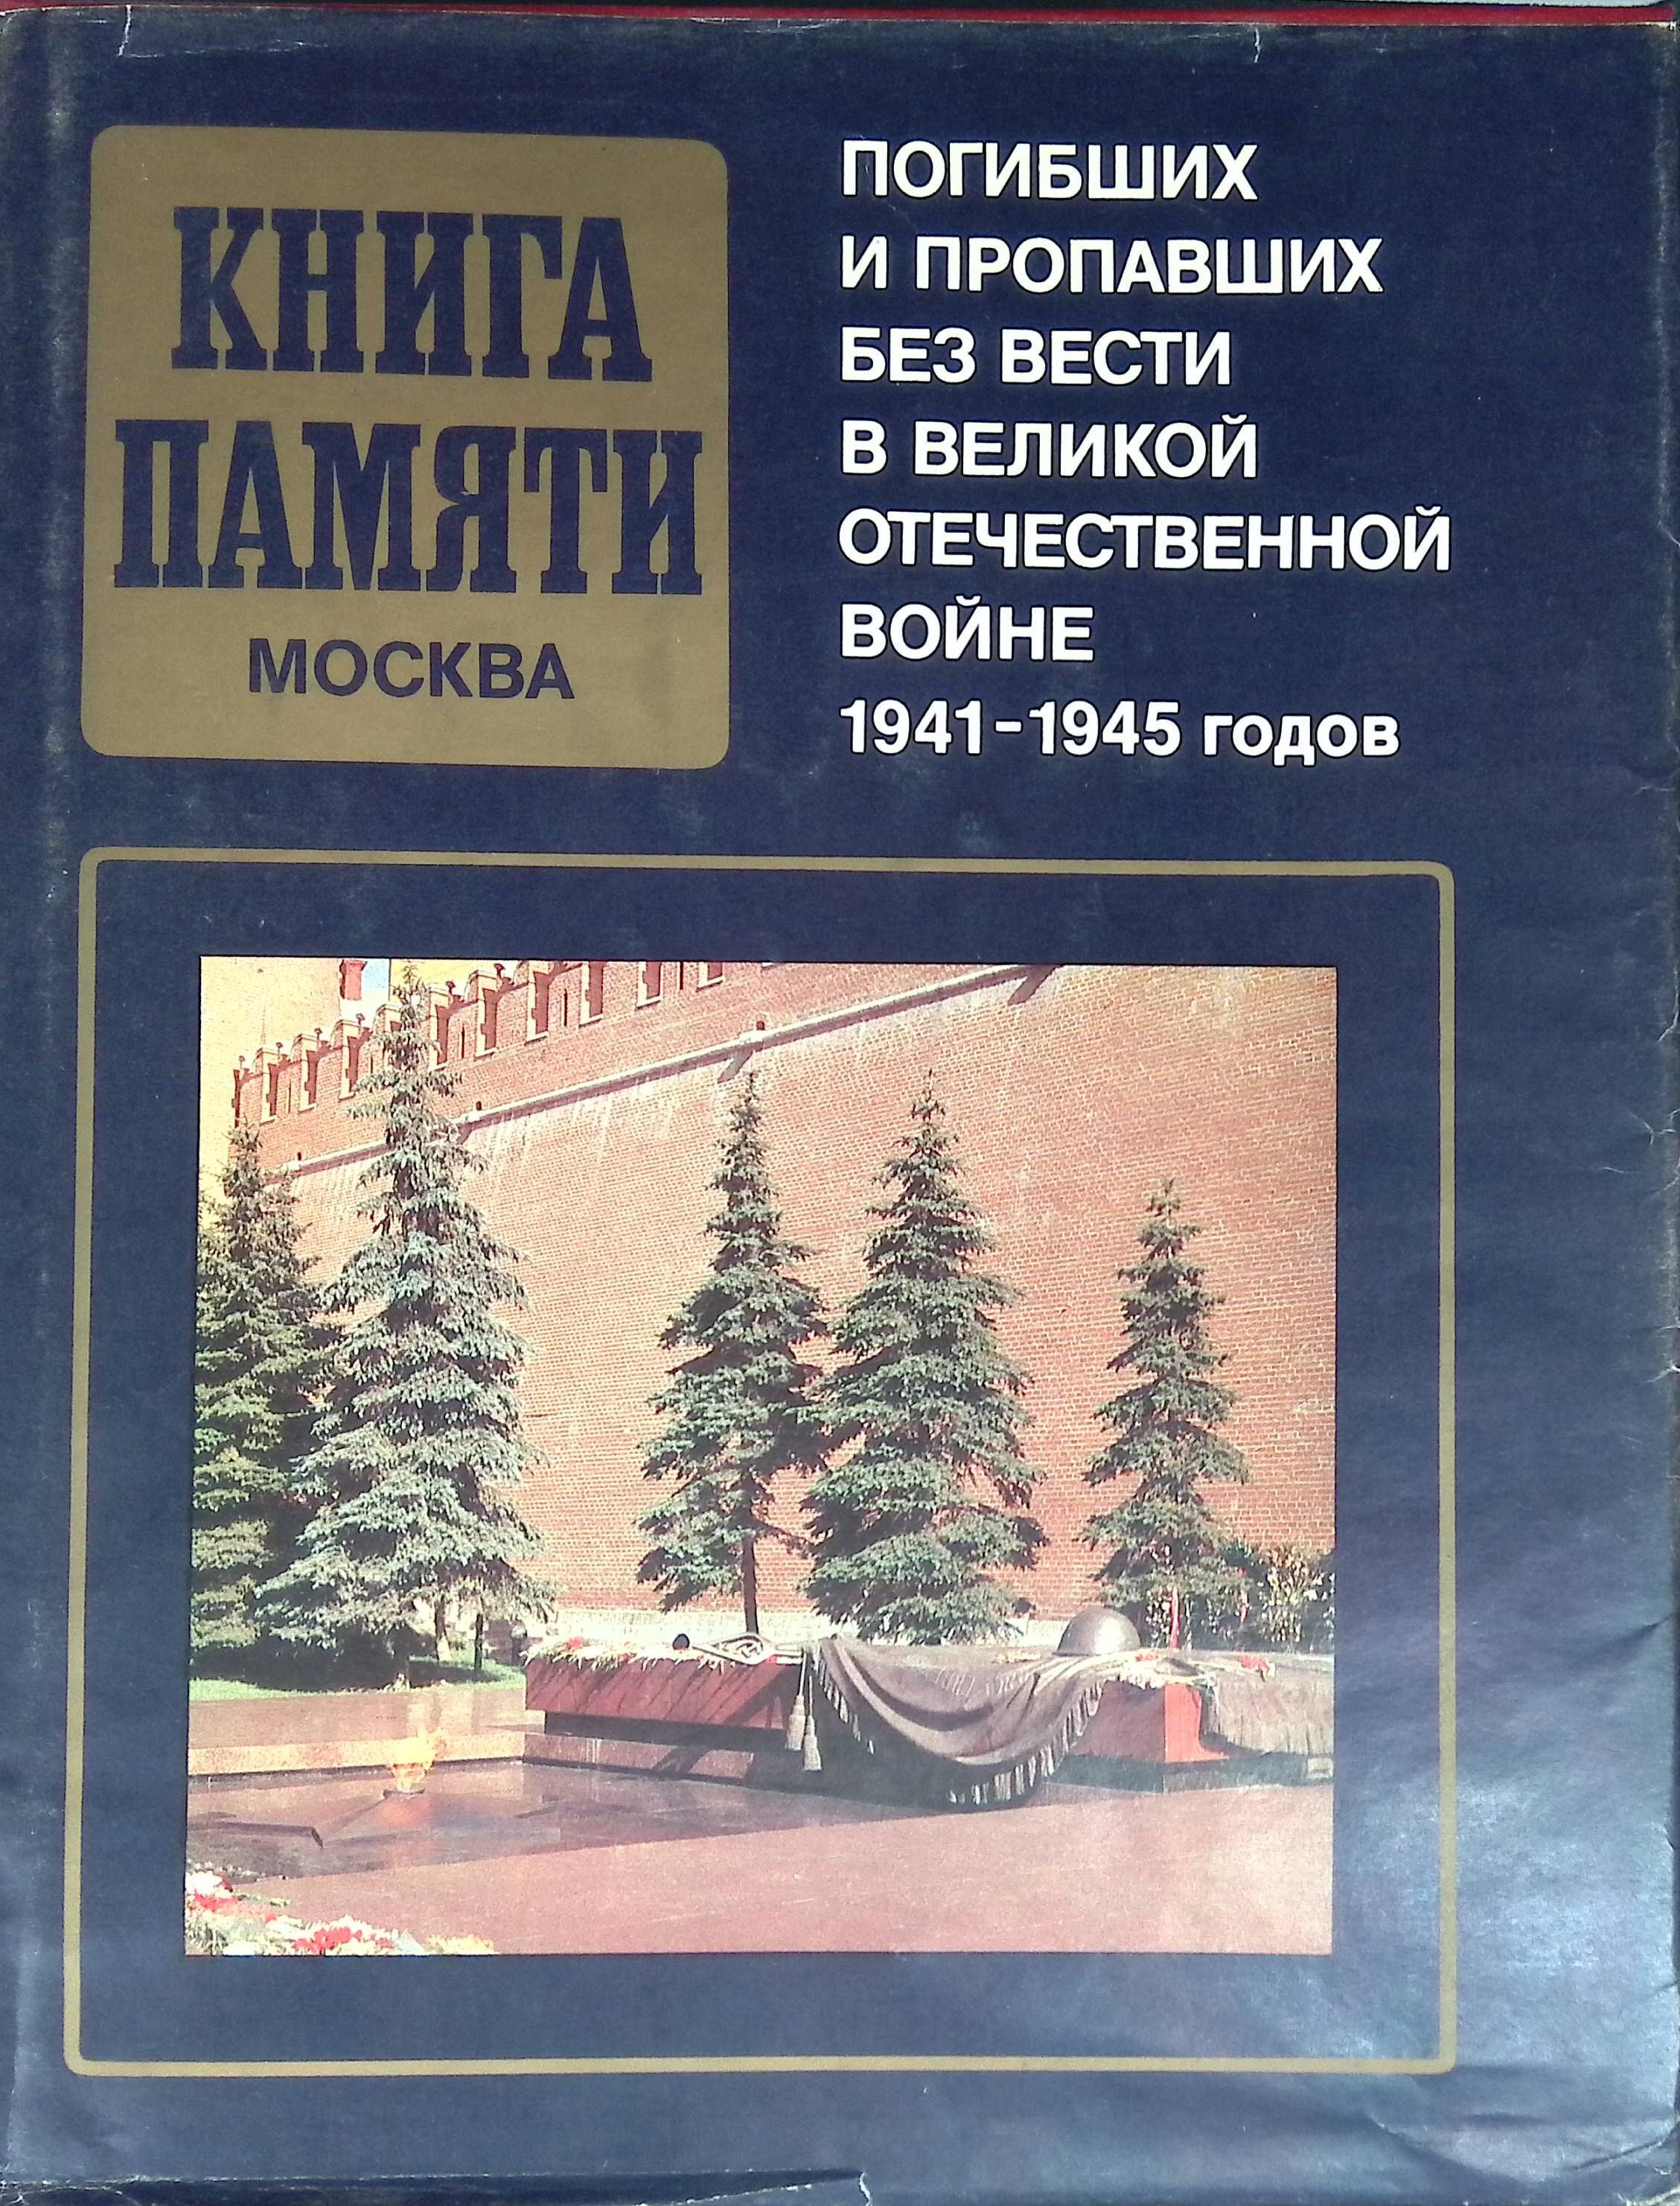 КНИГА
ПАМЯТИ
МОСКВА
ПОГИБШИХ
И ПРОПАВШИХ
БЕЗ ВЕСТИ
В ВЕЛИКОЙ
ОТЕЧЕСТВЕННОЙ
ВОЙНЕ
1941-1945 годов